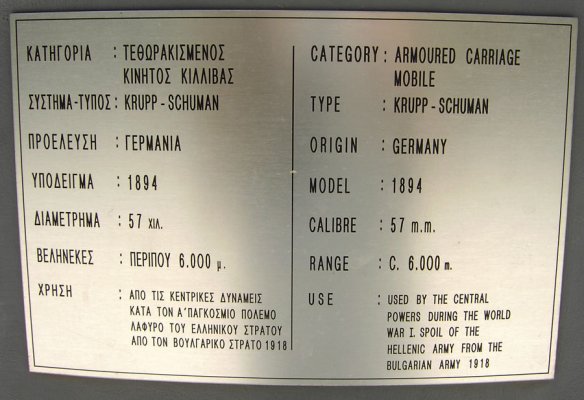 ΚΑΤΗΓΟΡΙΑ : ΤΕΘΩΡΑΚΙΣΜΕΝΟΣ
ΚΙΝΗΤΟΣ ΚΙΛΛΙΒΑΣ
ΣΥΣΤΗΜΑ-ΤΥΠΟΣ: KRUPP - SCHUMAN
ΠΡΟΕΛΕΥΣΗ : ΓΕΡΜΑΝΙΑ
ΥΠΟΔΕΙΓΜΑ : 1894
ΔΙΑΜΕΤΡΗΜΑ : 57 ΧΙΛ.
ΒΕΛΗΝΕΚΕΣ : ΠΕΡΙΠΟΥ 6.000 μ.
ΧΡΗΣΗ : ΑΠΟ ΤΙΣ ΚΕΝΤΡΙΚΕΣ ΔΥΝΑΜΕΙΣ
ΚΑΤΑ ΤΟΝ Α΄ΠΑΓΚΟΣΜΙΟ ΠΟΛΕΜΟ
ΛΑΦΥΡΟ ΤΟΥ ΕΛΛΗΝΙΚΟΥ ΣΤΡΑΤΟΥ
ΑΠΟ ΤΟΝ ΒΟΥΛΓΑΡΙΚΟ ΣΤΡΑΤΟ 1918
CATEGORY : ARMOURED CARRIAGE
MOBILE
TYPE : KRUPP - SCHUMAN
ORIGIN : GERMANY
MODEL : 1894
CALIBRE : 57 m.m.
RANGE : C. 6.000 m.
USE : USED BY THE CENTRAL
POWERS DURING THE WORLD
WAR I. SPOIL OF THE
HELLENIC ARMY FROM THE
BULGARIAN ARMY 1918